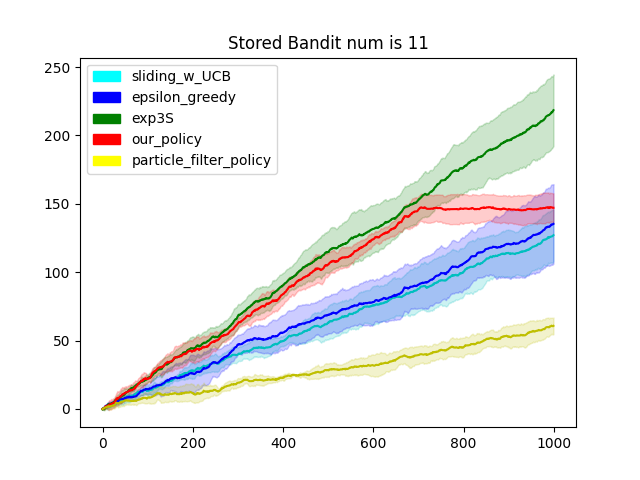 Stored Bandit num is 11
250
200
150
100
50
0
sliding_w_UCB
epsilon_greedy
exp3S
our_policy
particle_filter_policy
0 200 400 600 800 1000